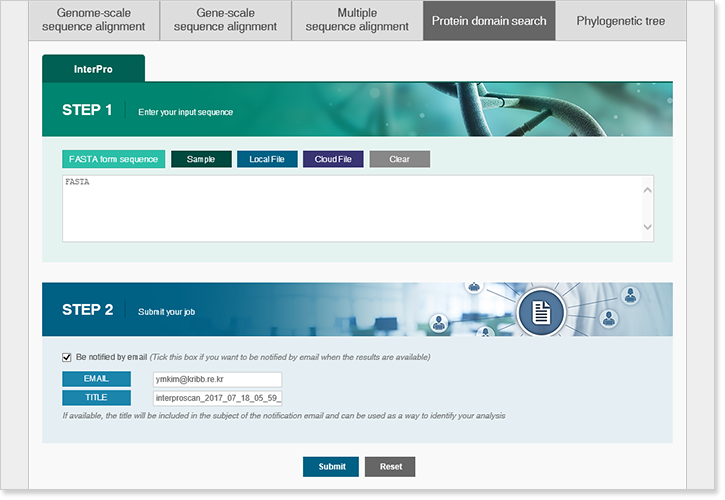 Genome-scale
sequence alignment
Gene-scale
sequence alignment
Multiple
sequence alignment
Protein domain search
Phylogenetic tree
InterPro
STEP 1
Enter your input sequence
FASTA form sequence
Sample
Local File
Cloud File
Clear
FASTA
STEP 2
Submit your job
Be notified by email (Tick this box if you want to be notified by email when the results are available)
EMAIL
ymkim@kribb.re.kr
TITLE
interproscan_2017_07_18_05_59_
If available, the title will be included in the subject of the notification email and can be used as a way to identify your analysis
Submit
Reset